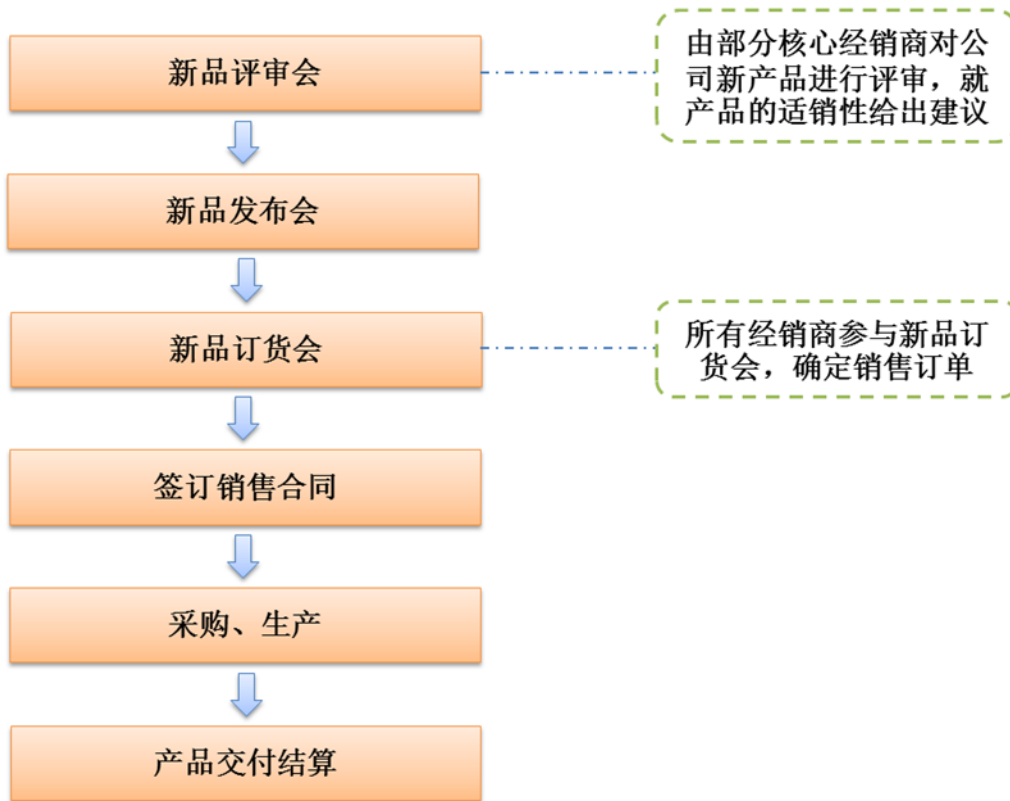 新品评审会
由部分核心经销商对公
司新产品进行评审，就
产品的适销性给出建议
新品发布会
新品订货会
所有经销商参与新品订
货会，确定销售订单
签订销售合同
采购、生产
产品交付结算